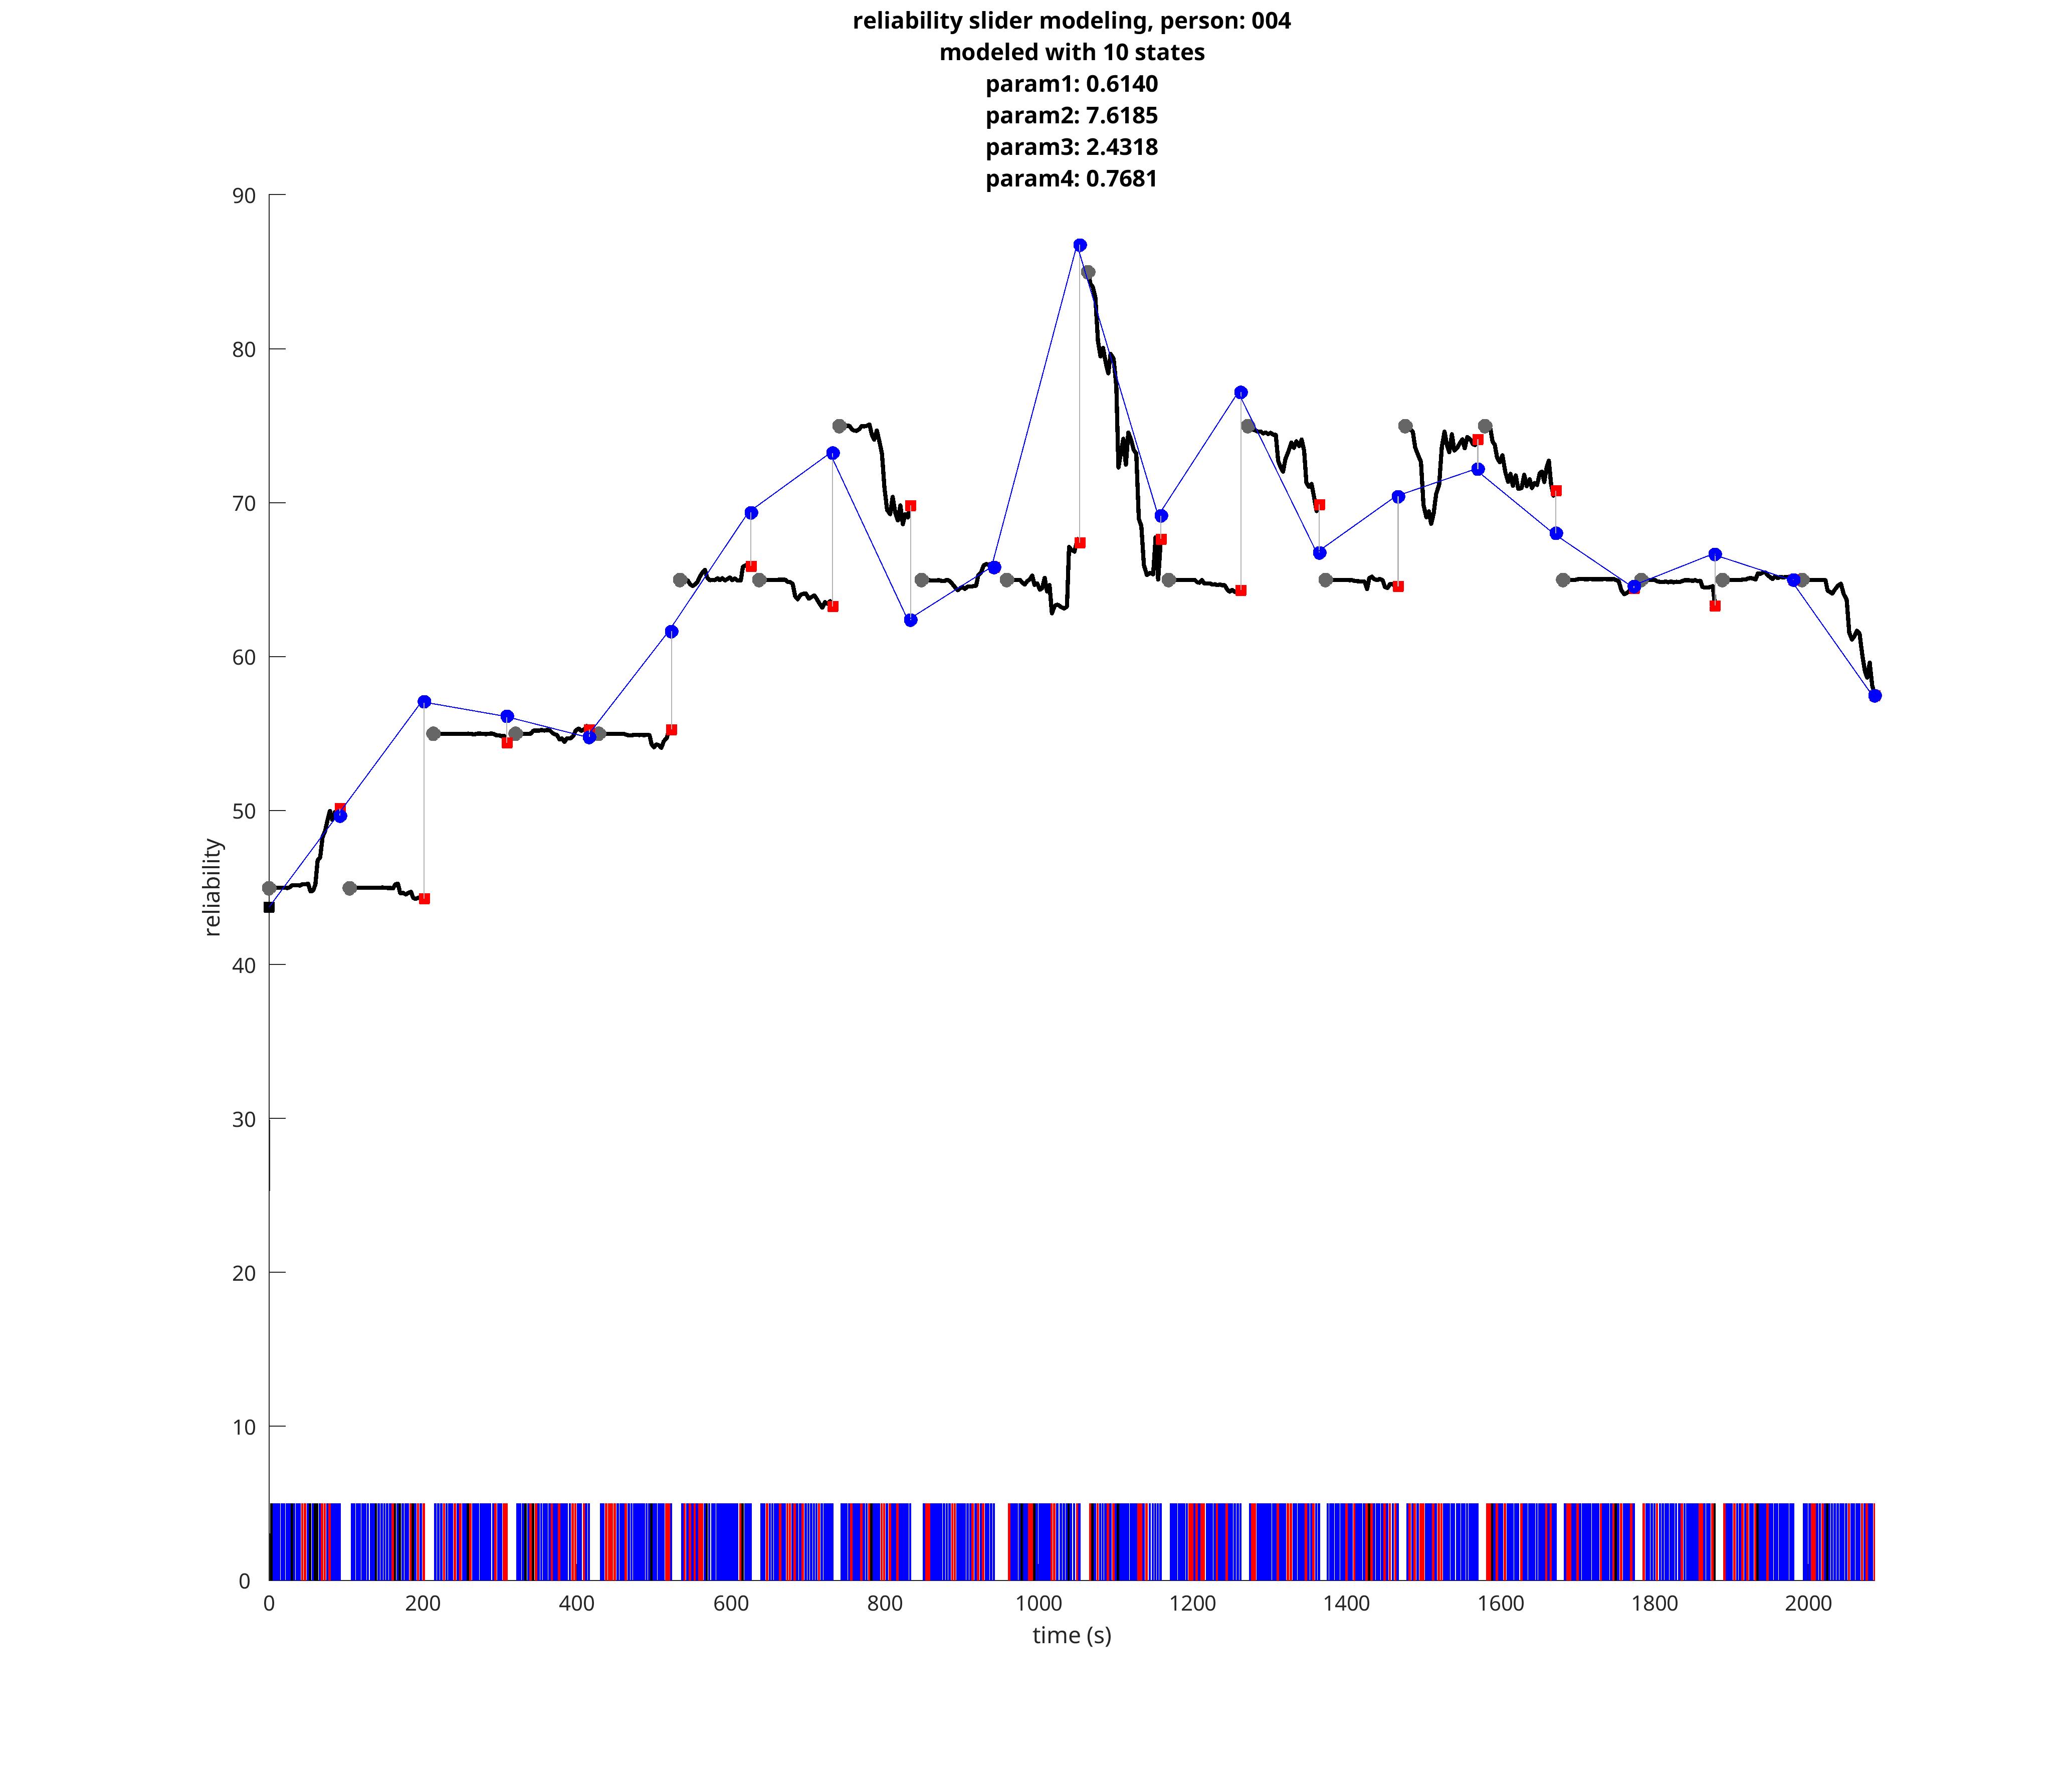 reliability slider modeling, person: 004
modeled with 10 states
param1: 0.6140
param2: 7.6185
param3: 2.4318
param4: 0.7681
90
80
70
60
50
40
30
20
10
0
reliability
0 200 400 600 800 1000 1200 1400 1600 1800 2000
time (s)